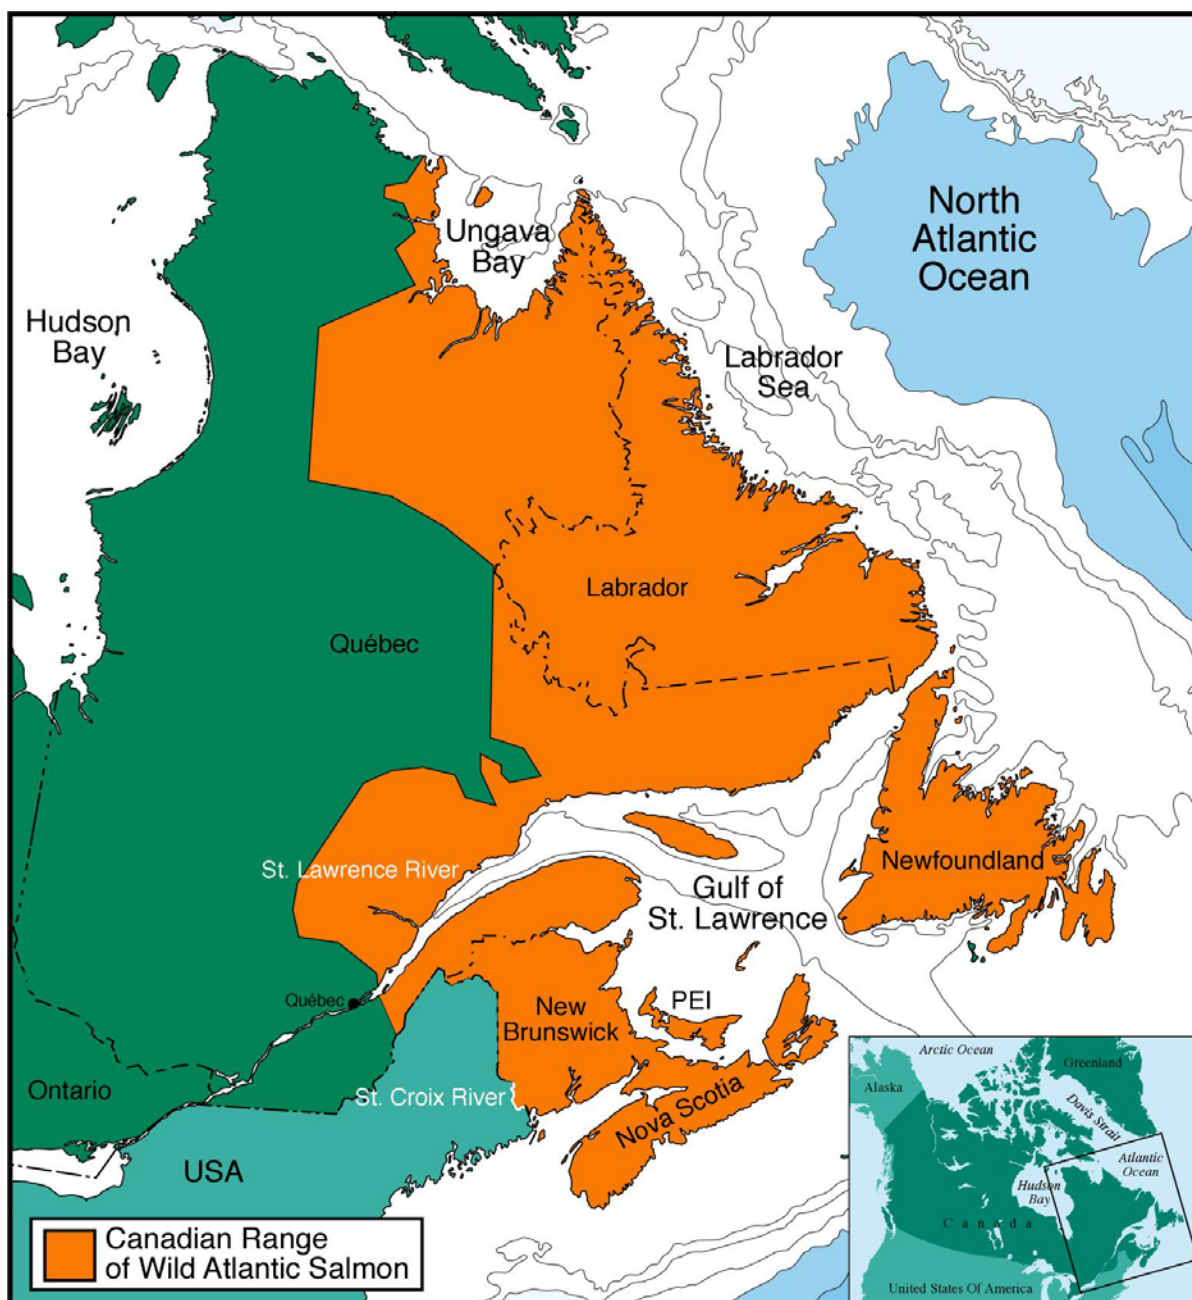 North
Atlantic
Ocean
Ungava
Bay
Hudson
Bay
Labrador
Sea
Labrador
Québec
St. Lawrence River
Newfoundland
Gulf of
St. Lawrence
Québec
PEI
New
Brunswick
Ontario
St. Croix River
Nova Scotia
USA
Canadian Range
of Wild Atlantic Salmon
Arctic Ocean
Greenland
Alaska
Davis Strait
Atlantic
Ocean
Hudson
Bay
Canada
United States Of America